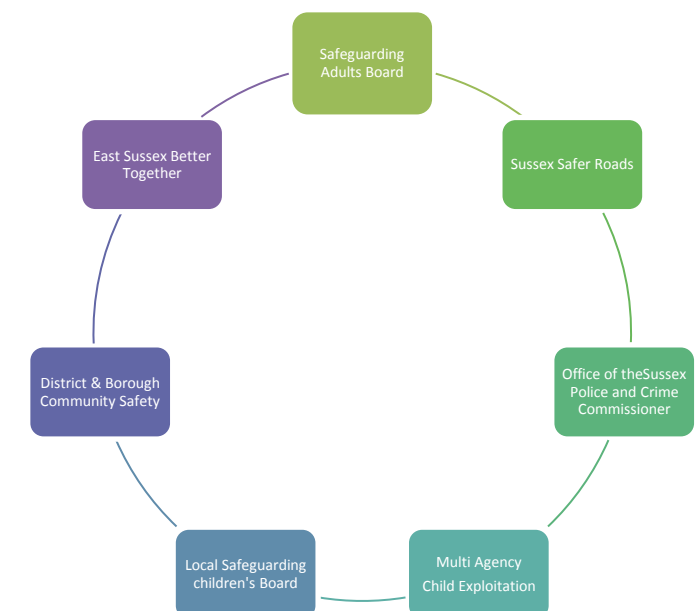 Safeguarding
Adults Board
Sussex Safer Roads
Office of theSussex
Police and Crime
Commissioner
Multi Agency
Child Exploitation
Local Safeguarding
children's Board
District & Borough
Community Safety
East Sussex Better
Together